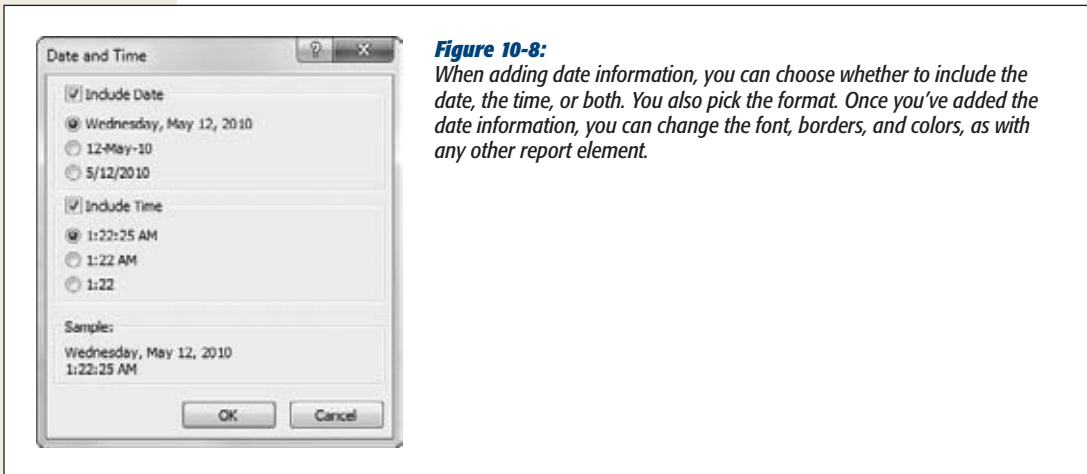 Date and Time
Include Date
Wednesday, May 12, 2010
12-May-10
5/12/2010
Include Time
1:22:25 AM
1:22 AM
1:22
Sample:
Wednesday, May 12, 2010
1:22:25 AM
OK Cancel
Figure 10-8:
When adding date information, you can choose whether to include the
date, the time, or both. You also pick the format. Once you've added the
date information, you can change the font, borders, and colors, as with
any other report element.